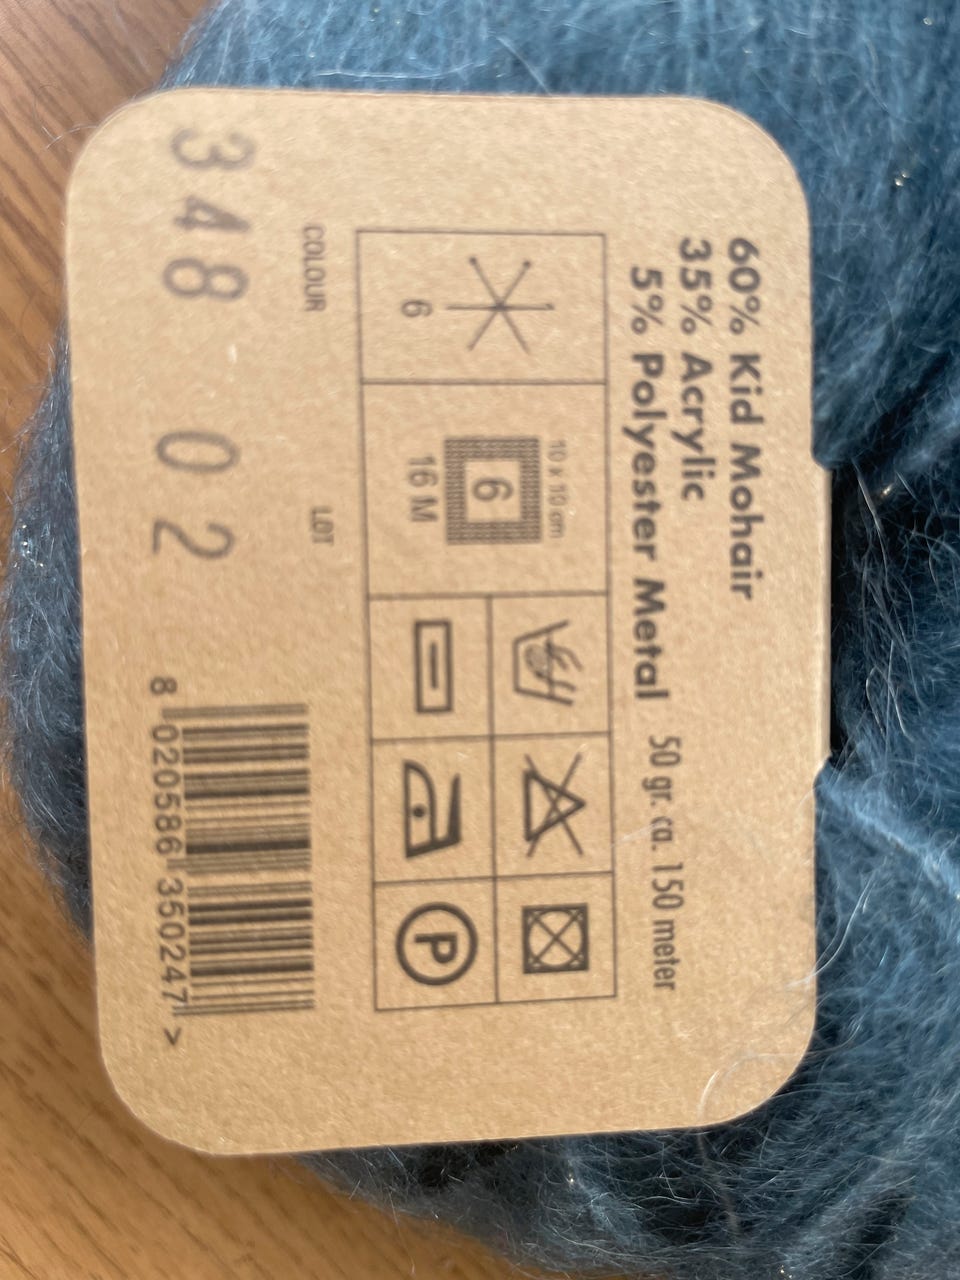 60% Kid Mohair
35% Acrylic
5% Polyester Metal 50 gr. ca. 150 meter
10 x 10 cm
6
6
16 M
P
COLOUR LOT
348 02
8 020586 350247 >